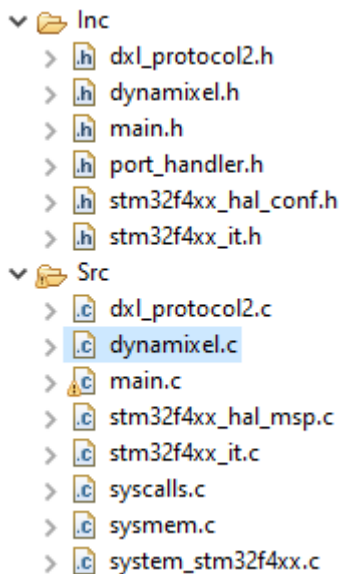 Inc
dxl_protocol2.h
dynamixel.h
main.h
port_handler.h
stm32f4xx_hal_conf.h
stm32f4xx_it.h
Src
dxl_protocol2.c
dynamixel.c
main.c
stm32f4xx_hal_msp.c
stm32f4xx_it.c
syscalls.c
sysmem.c
system_stm32f4xx.c